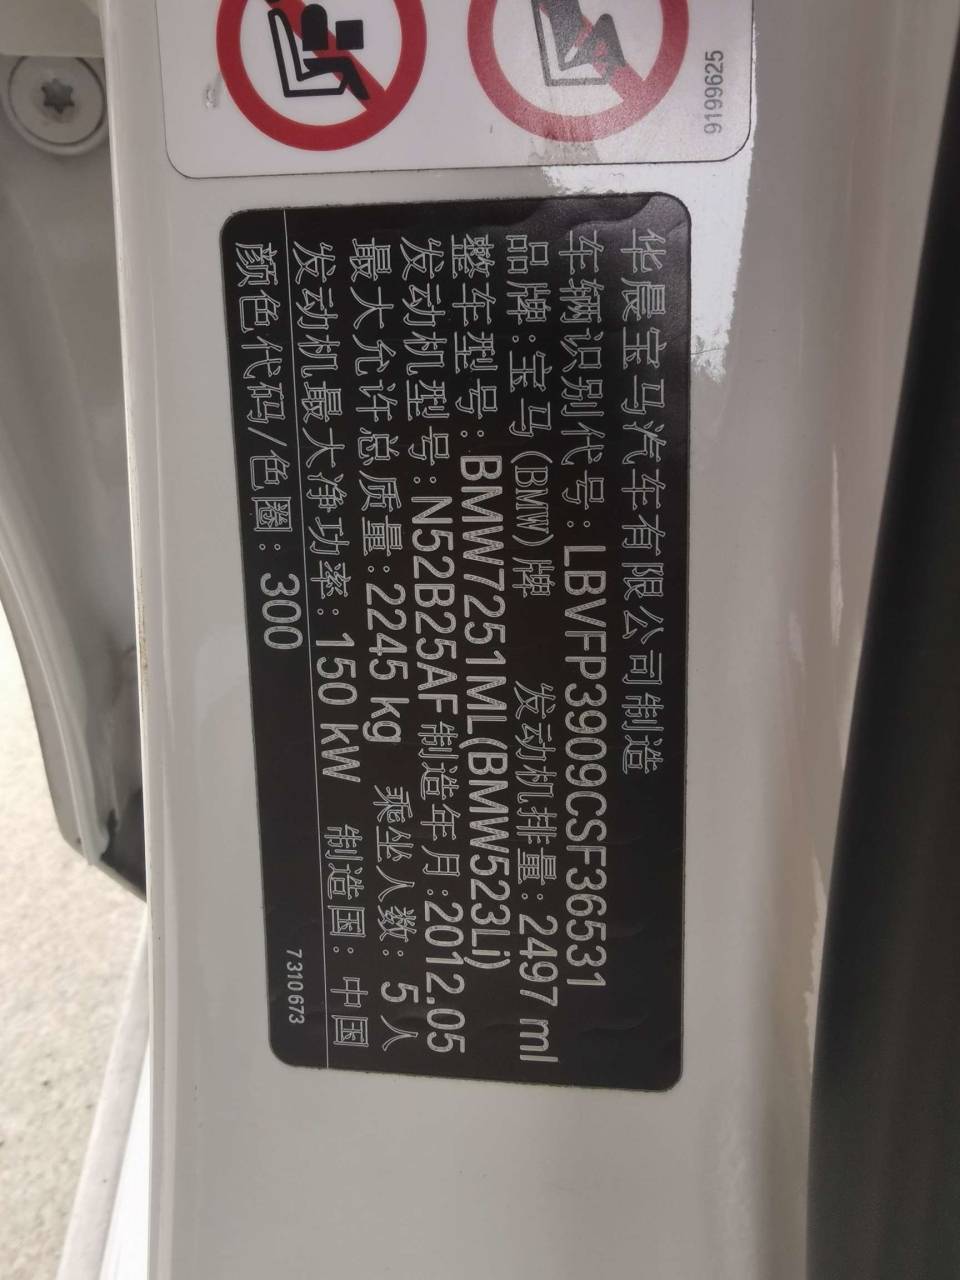 9199625
华晨宝马汽车有限公司制造
车辆识别代号:LBVFP3909CSF36531
品牌:宝马(BMW)牌 发动机排量:2497 ml
整车型号:BMW7251ML(BMW523Li)
发动机型号:N52B25AF 制造年月:2012.05
最大允许总质量:2245 kg 乘坐人数:5人
发动机最大净功率:150 kW 制造国:中国
颜色代码/色圈:300
7 310 673